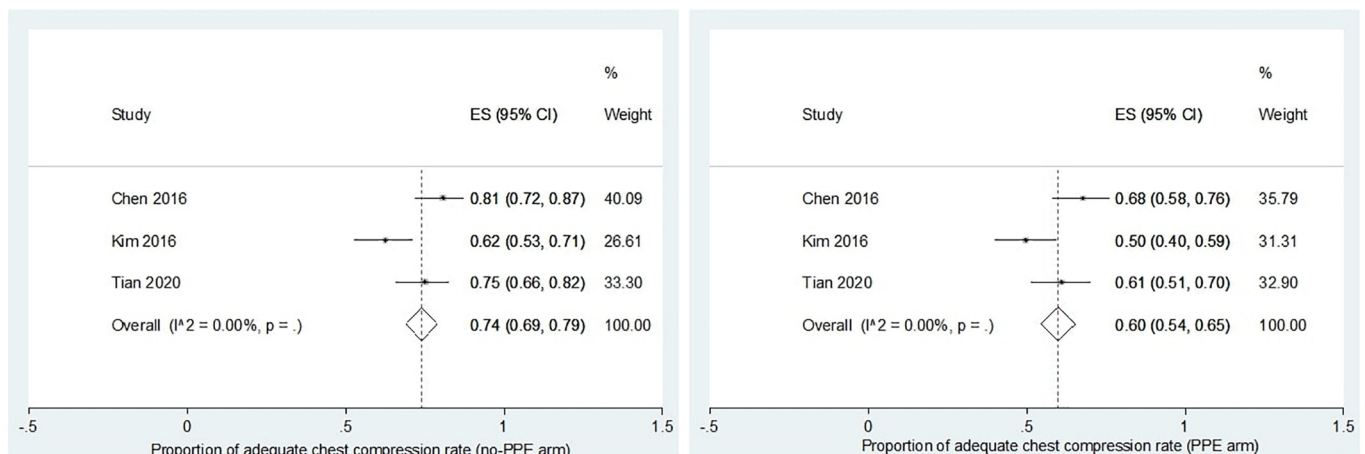 %
Study ES (95% CI) Weight
Chen 2016 0.81 (0.72, 0.87) 40.09
Kim 2016 0.62 (0.53, 0.71) 26.61
Tian 2020 0.75 (0.66, 0.82) 33.30
Overall (I^2 = 0.00%, p = .) 0.74 (0.69, 0.79) 100.00
-.5 0 .5 1 1.5
Proportion of adequate chest compression rate (no-PPE arm)
%
Study ES (95% CI) Weight
Chen 2016 0.68 (0.58, 0.76) 35.79
Kim 2016 0.50 (0.40, 0.59) 31.31
Tian 2020 0.61 (0.51, 0.70) 32.90
Overall (I^2 = 0.00%, p = .) 0.60 (0.54, 0.65) 100.00
-.5 0 .5 1 1.5
Proportion of adequate chest compression rate (PPE arm)